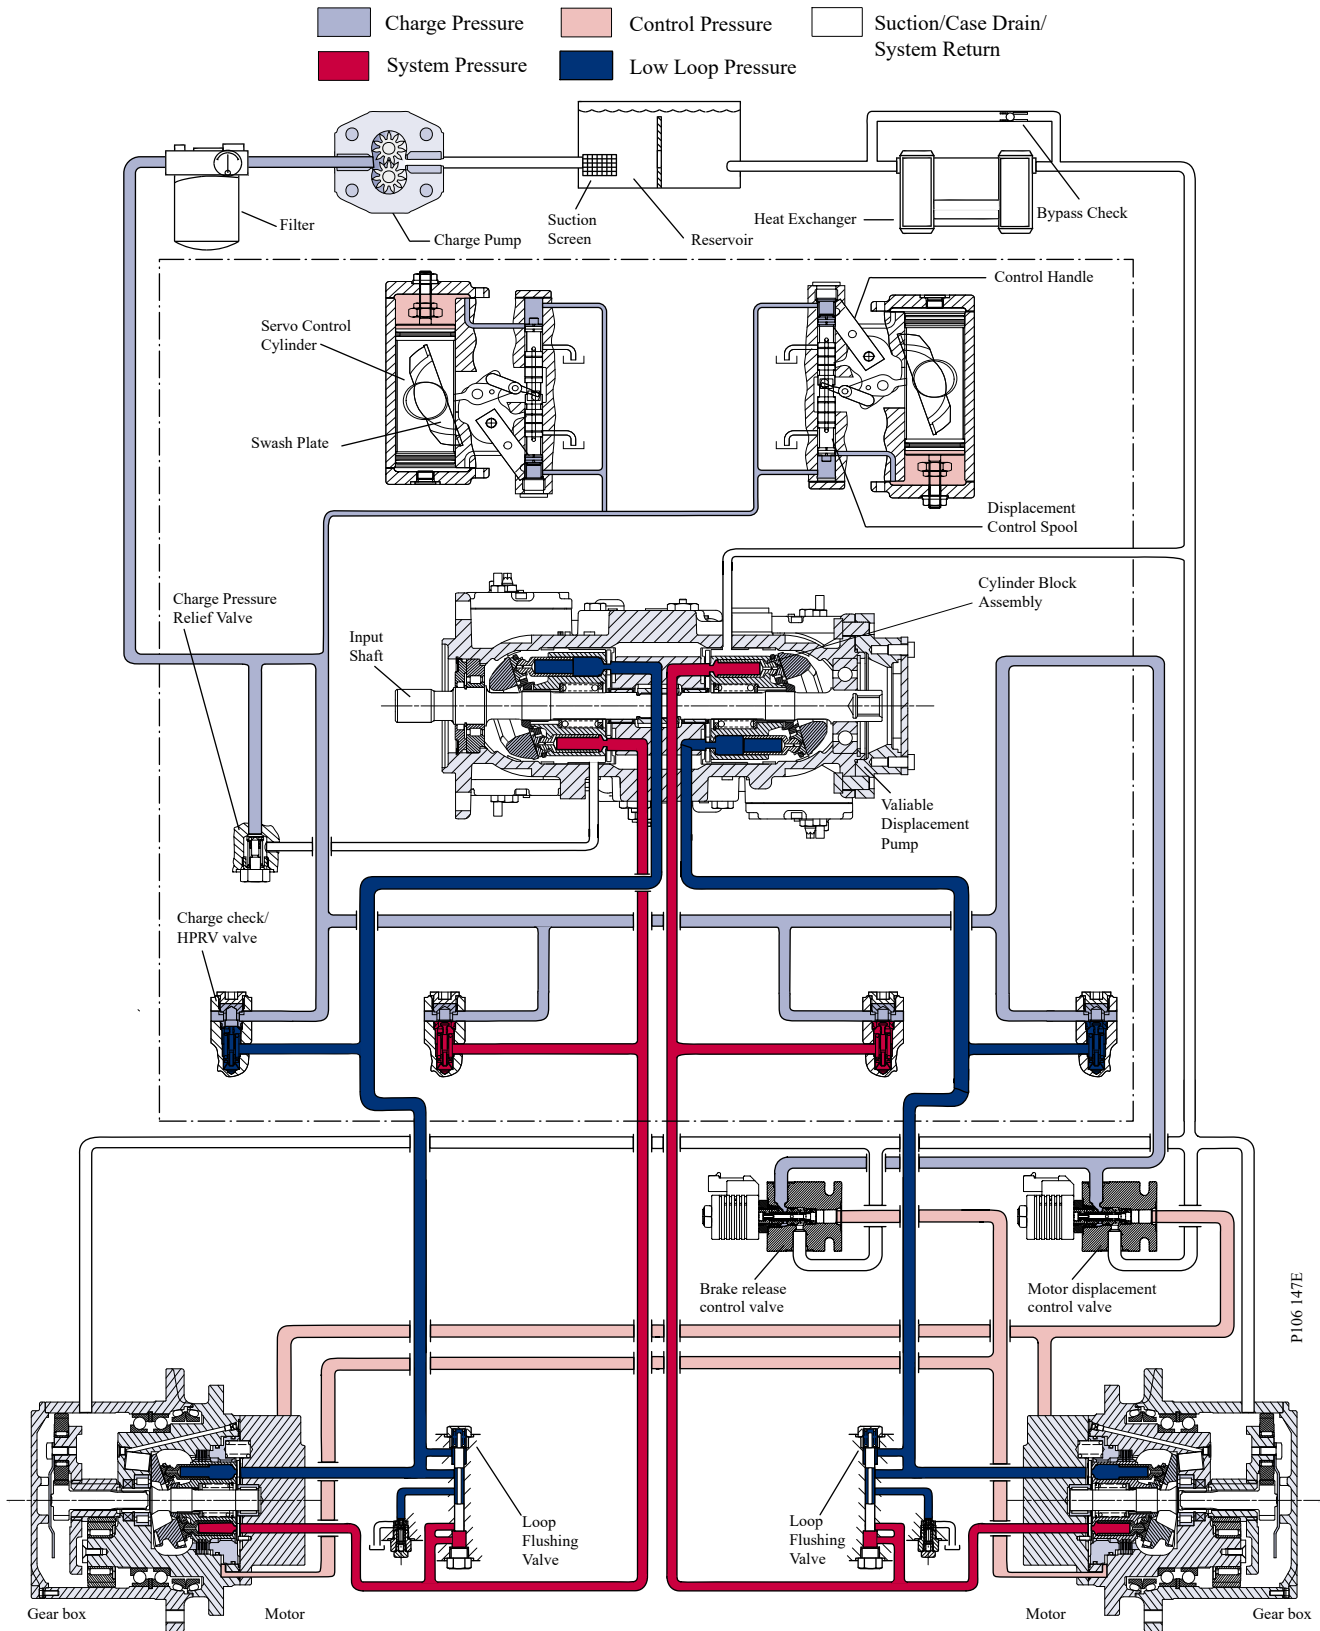 Charge Pressure
Control Pressure
Suction/Case Drain/
System Return
System Pressure
Low Loop Pressure
Filter
Charge Pump
Suction
Screen
Reservoir
Heat Exchanger
Bypass Check
Control Handle
Servo Control
Cylinder
Swash Plate
Displacement
Control Spool
Charge Pressure
Relief Valve
Input
Shaft
Cylinder Block
Assembly
Valiable
Displacement
Pump
Charge check/
HPRV valve
Brake release
control valve
Motor displacement
control valve
P106 147E
Loop
Flushing
Valve
Loop
Flushing
Valve
Gear box
Motor
Motor
Gear box